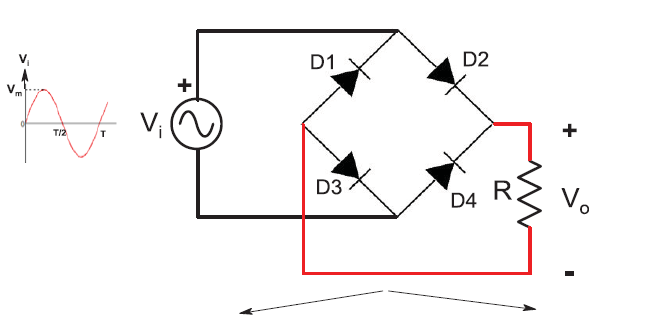 Vi
Vm
0
T/2
T
+
Vi
D1
D2
D3
D4
R
+
Vo
-